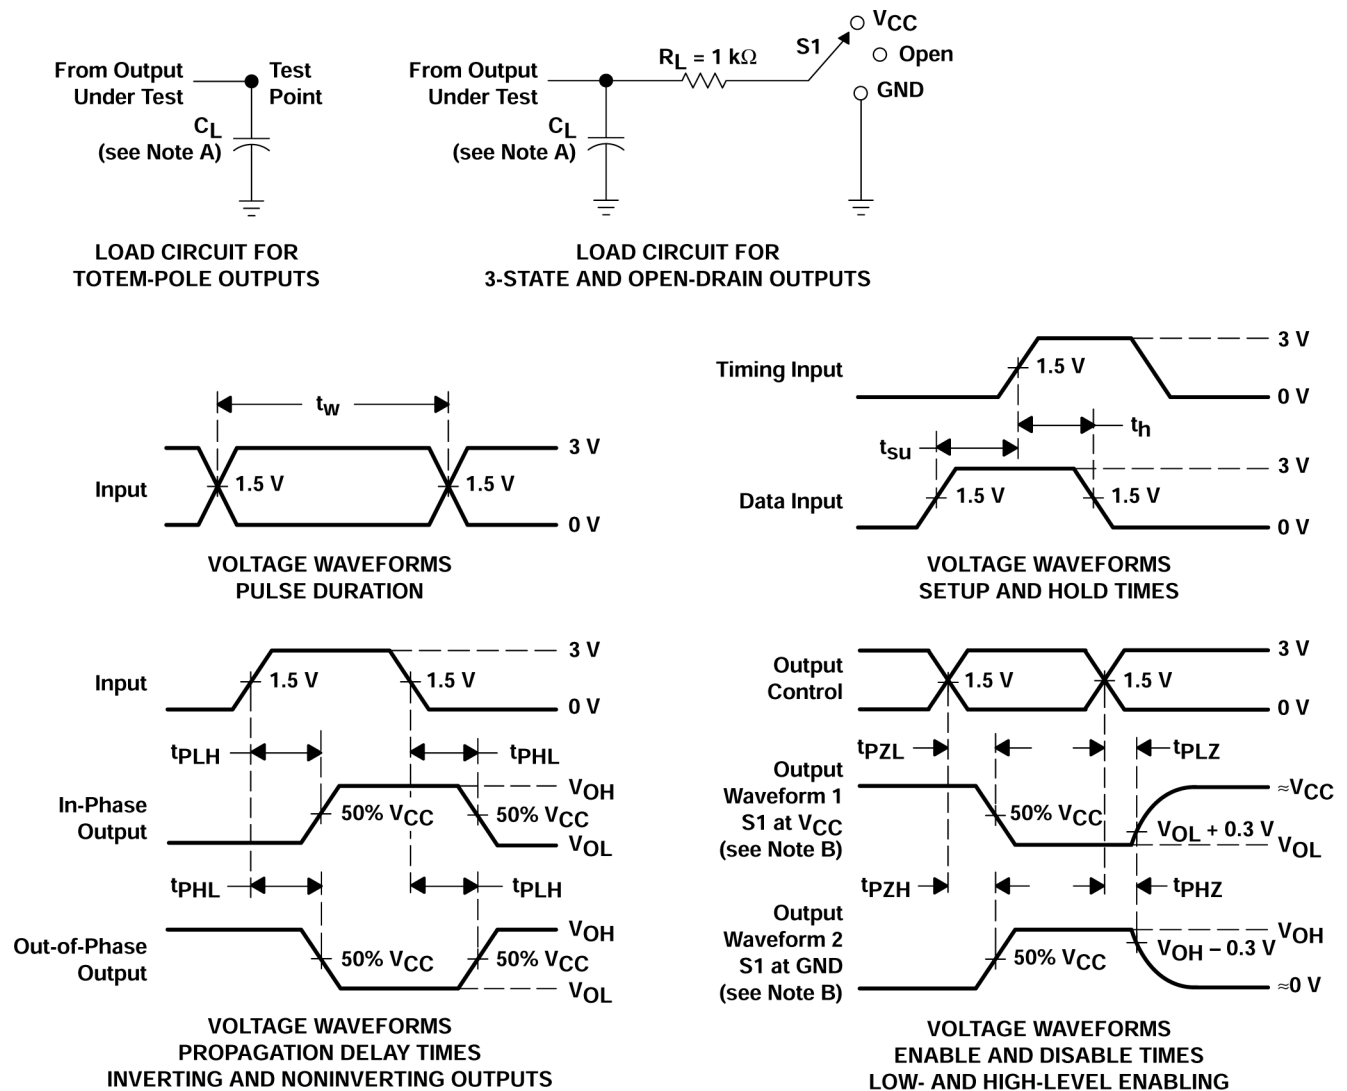 From Output
Under Test
Test
Point
CL
(see Note A)
LOAD CIRCUIT FOR
TOTEM-POLE OUTPUTS
From Output
Under Test
RL = 1 kΩ
S1
VCC
Open
GND
CL
(see Note A)
LOAD CIRCUIT FOR
3-STATE AND OPEN-DRAIN OUTPUTS
tw
Input
1.5 V
1.5 V
3 V
0 V
VOLTAGE WAVEFORMS
PULSE DURATION
Timing Input
1.5 V
3 V
0 V
th
tsu
Data Input
1.5 V
1.5 V
3 V
0 V
VOLTAGE WAVEFORMS
SETUP AND HOLD TIMES
Input
1.5 V
1.5 V
3 V
0 V
tPLH
tPHL
In-Phase
Output
50% VCC
50% VCC
VOH
VOL
tPHL
tPLH
Out-of-Phase
Output
50% VCC
50% VCC
VOH
VOL
VOLTAGE WAVEFORMS
PROPAGATION DELAY TIMES
INVERTING AND NONINVERTING OUTPUTS
Output
Control
1.5 V
1.5 V
3 V
0 V
tPZL
tPLZ
Output
Waveform 1
S1 at VCC
(see Note B)
50% VCC
VOL + 0.3 V
≈VCC
VOL
tPZH
tPHZ
Output
Waveform 2
S1 at GND
(see Note B)
50% VCC
VOH − 0.3 V
VOH
≈0 V
VOLTAGE WAVEFORMS
ENABLE AND DISABLE TIMES
LOW- AND HIGH-LEVEL ENABLING